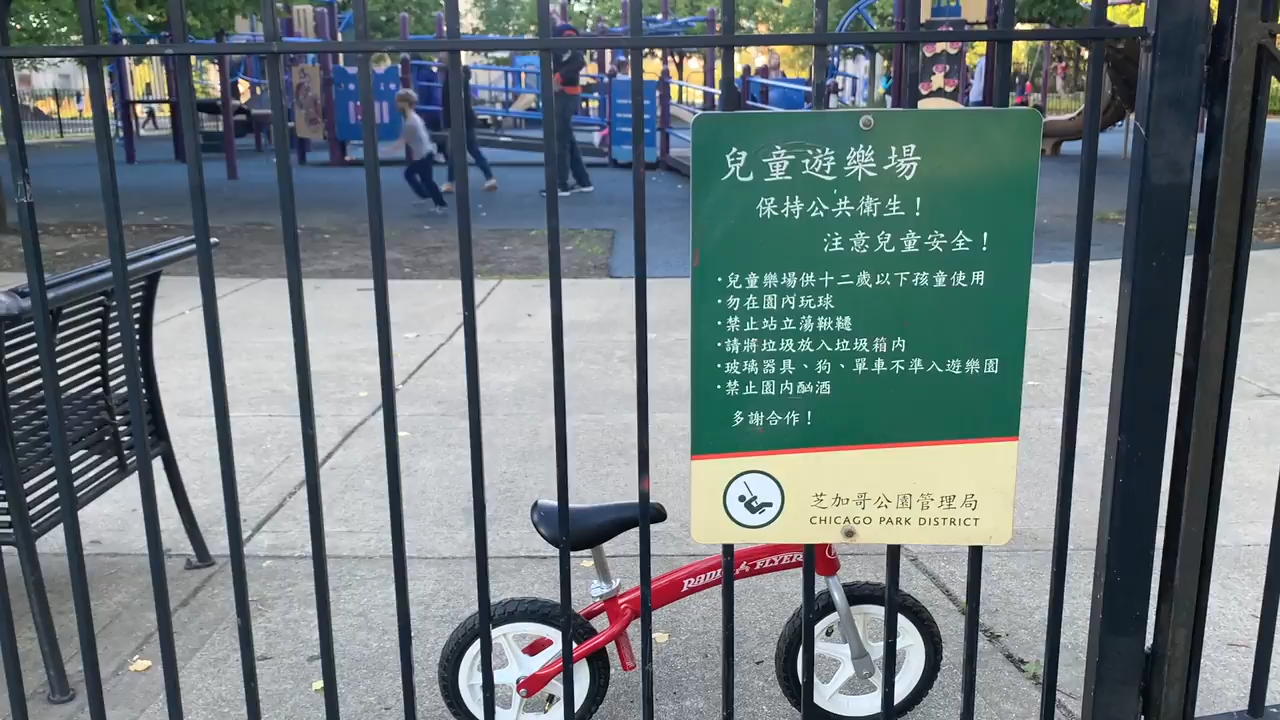 兒童遊樂場
保持公共衛生！
注意兒童安全！
·兒童樂場供十二歲以下孩童使用
·勿在園內玩球
·禁止站立蕩鞦韆
·請將垃圾放入垃圾箱内
·玻璃器具、狗、單車不準入遊樂園
·禁止園内酗酒
多謝合作！
芝加哥公園管理局
CHICAGO PARK DISTRICT
RADIO FLYER